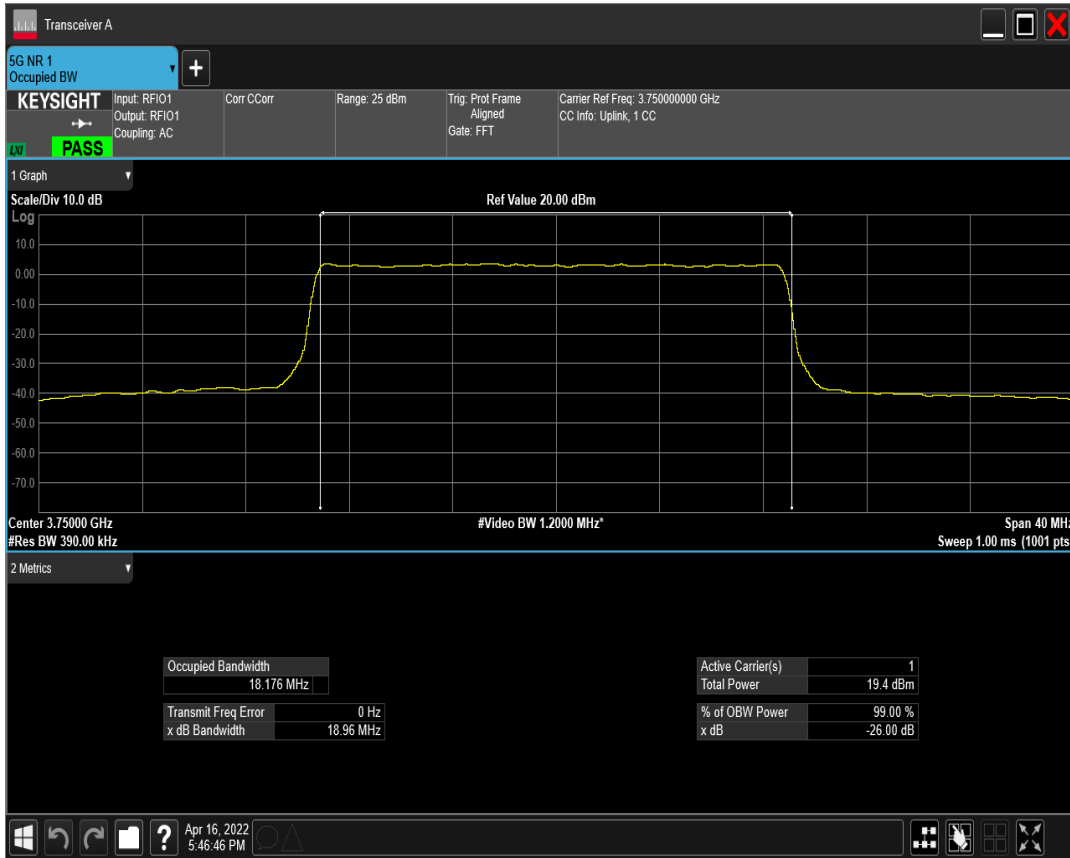 Transceiver A
5G NR 1
Occupied BW
KEYSIGHT
LXI
PASS
Input: RFIO1
Output: RFIO1
Coupling: AC
Corr CCorr
Range: 25 dBm
Trig: Prot Frame
Aligned
Gate: FFT
Carrier Ref Freq: 3.750000000 GHz
CC Info: Uplink, 1 CC
1 Graph
Scale/Div 10.0 dB
Ref Value 20.00 dBm
Log
10.0
0.00
-10.0
-20.0
-30.0
-40.0
-50.0
-60.0
-70.0
Center 3.75000 GHz
#Video BW 1.2000 MHz*
Span 40 MHz
#Res BW 390.00 kHz
Sweep 1.00 ms (1001 pts
2 Metrics
Occupied Bandwidth
18.176 MHz
Transmit Freq Error 0 Hz
x dB Bandwidth 18.96 MHz
Active Carrier(s) 1
Total Power 19.4 dBm
% of OBW Power 99.00 %
x dB -26.00 dB
?
Apr 16, 2022
5:46:46 PM